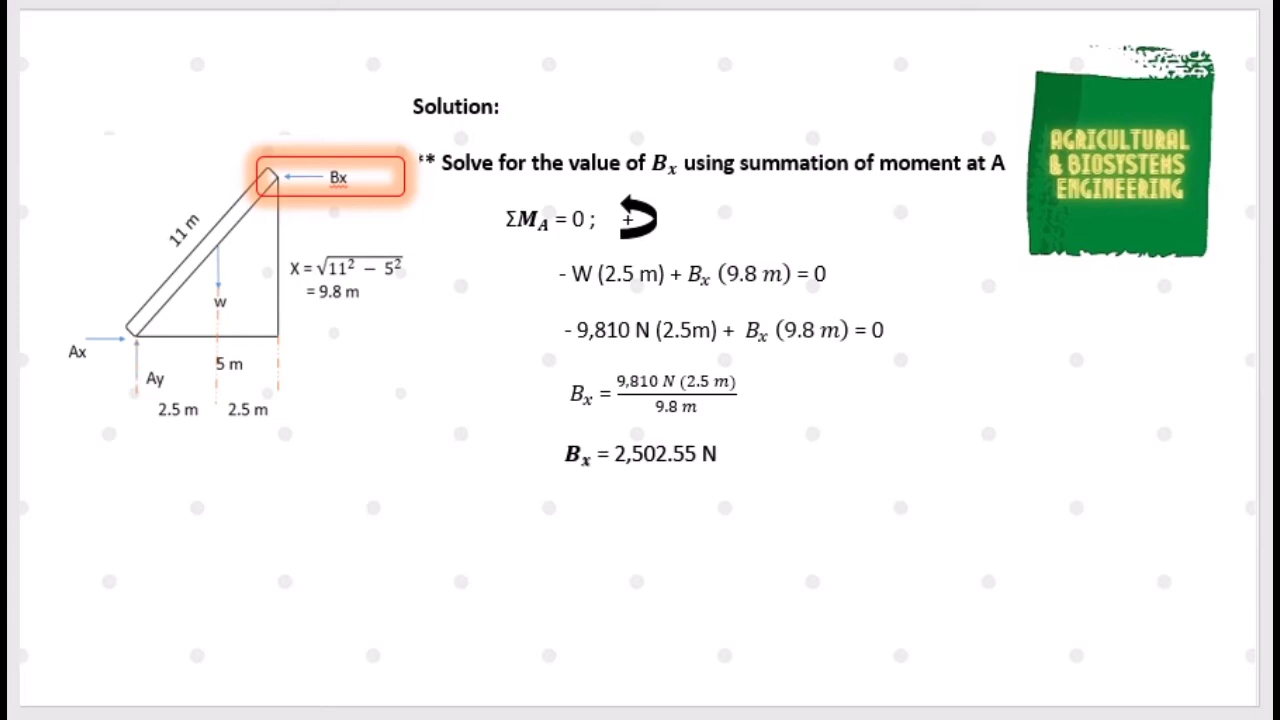 Solution:
** Solve for the value of Bₓ using summation of moment at A
ΣM_A = 0 ; +
- W (2.5 m) + Bₓ (9.8 m) = 0
- 9,810 N (2.5m) + Bₓ (9.8 m) = 0
Bₓ = 9,810 N (2.5 m) / 9.8 m
Bₓ = 2,502.55 N
Bx
11 m
X = √11² − 5²
= 9.8 m
w
Ax
5 m
Ay
2.5 m 2.5 m
AGRICULTURAL
& BIOSYSTEMS
ENGINEERING